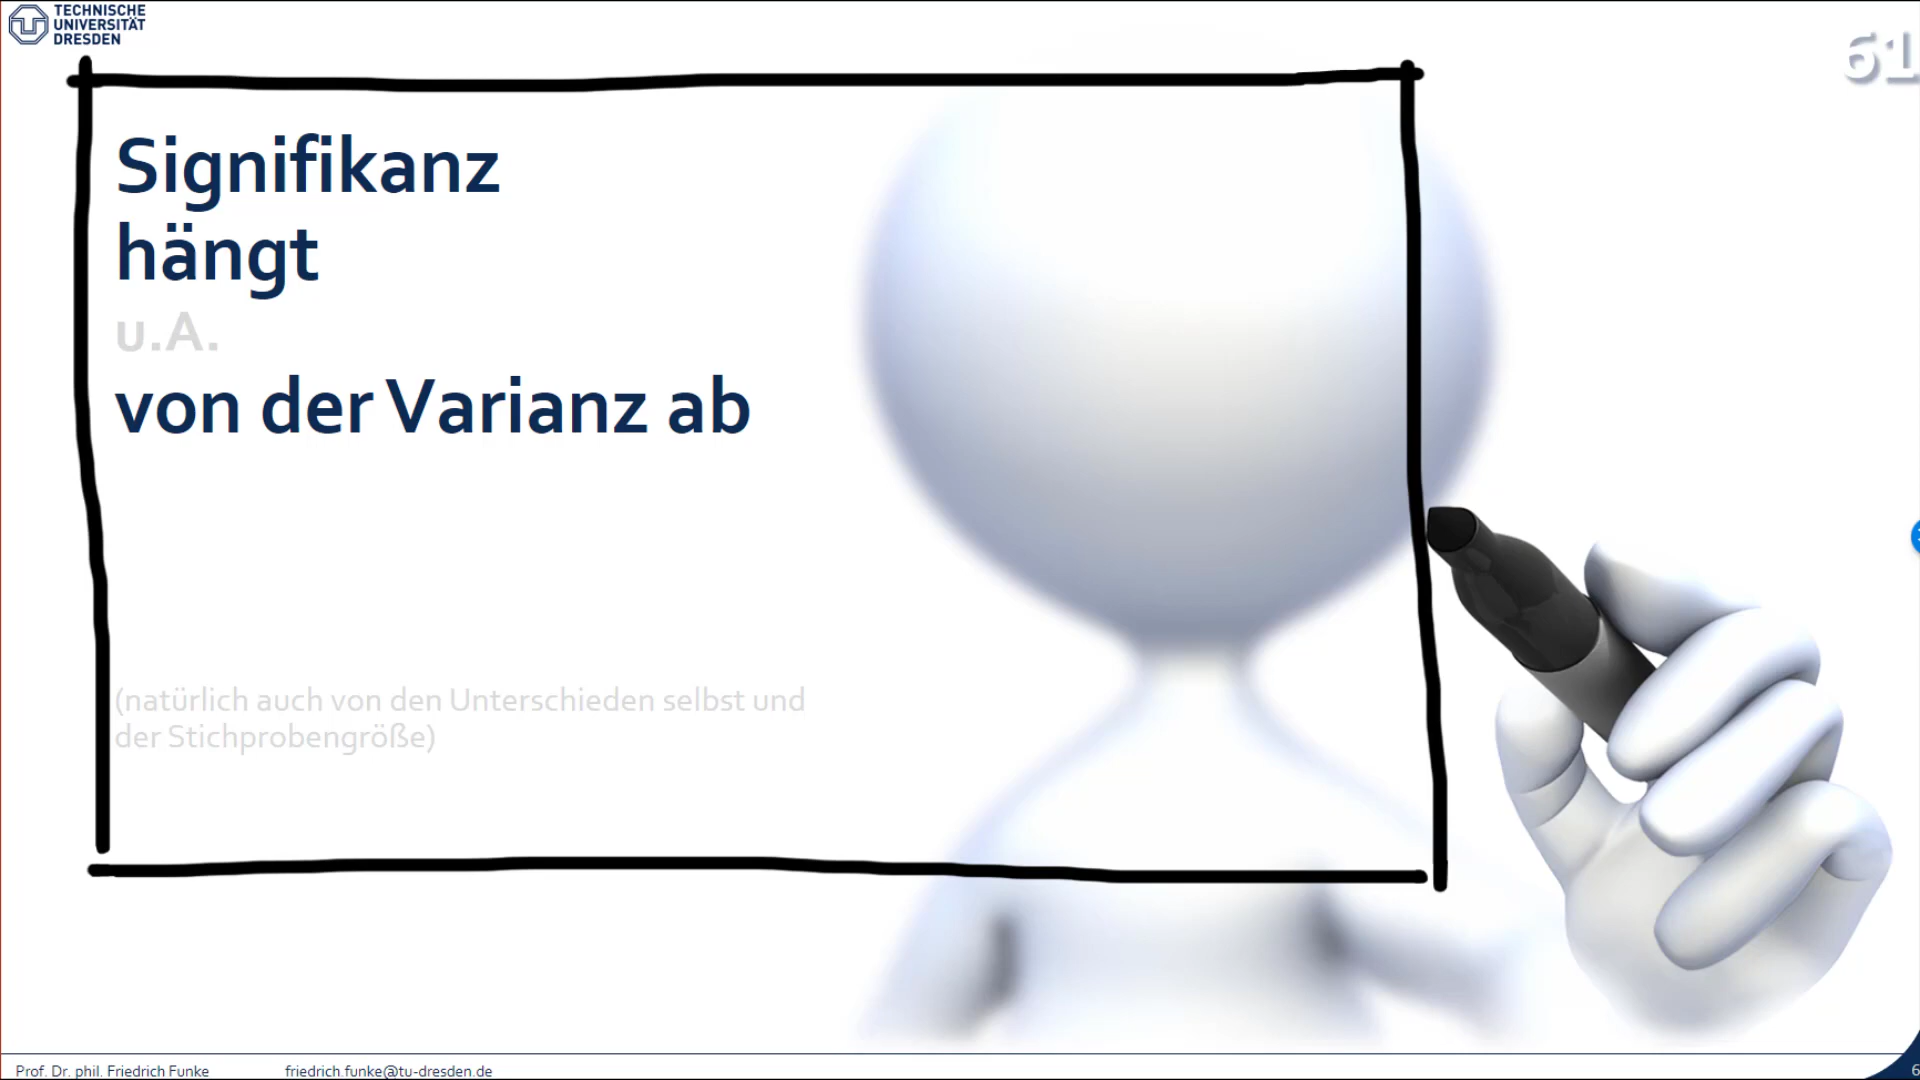 TECHNISCHE
UNIVERSITÄT
DRESDEN
61
Signifikanz
hängt
u.A.
von der Varianz ab
(natürlich auch von den Unterschieden selbst und
der Stichprobengröße)
Prof. Dr. phil. Friedrich Funke friedrich.funke@tu-dresden.de